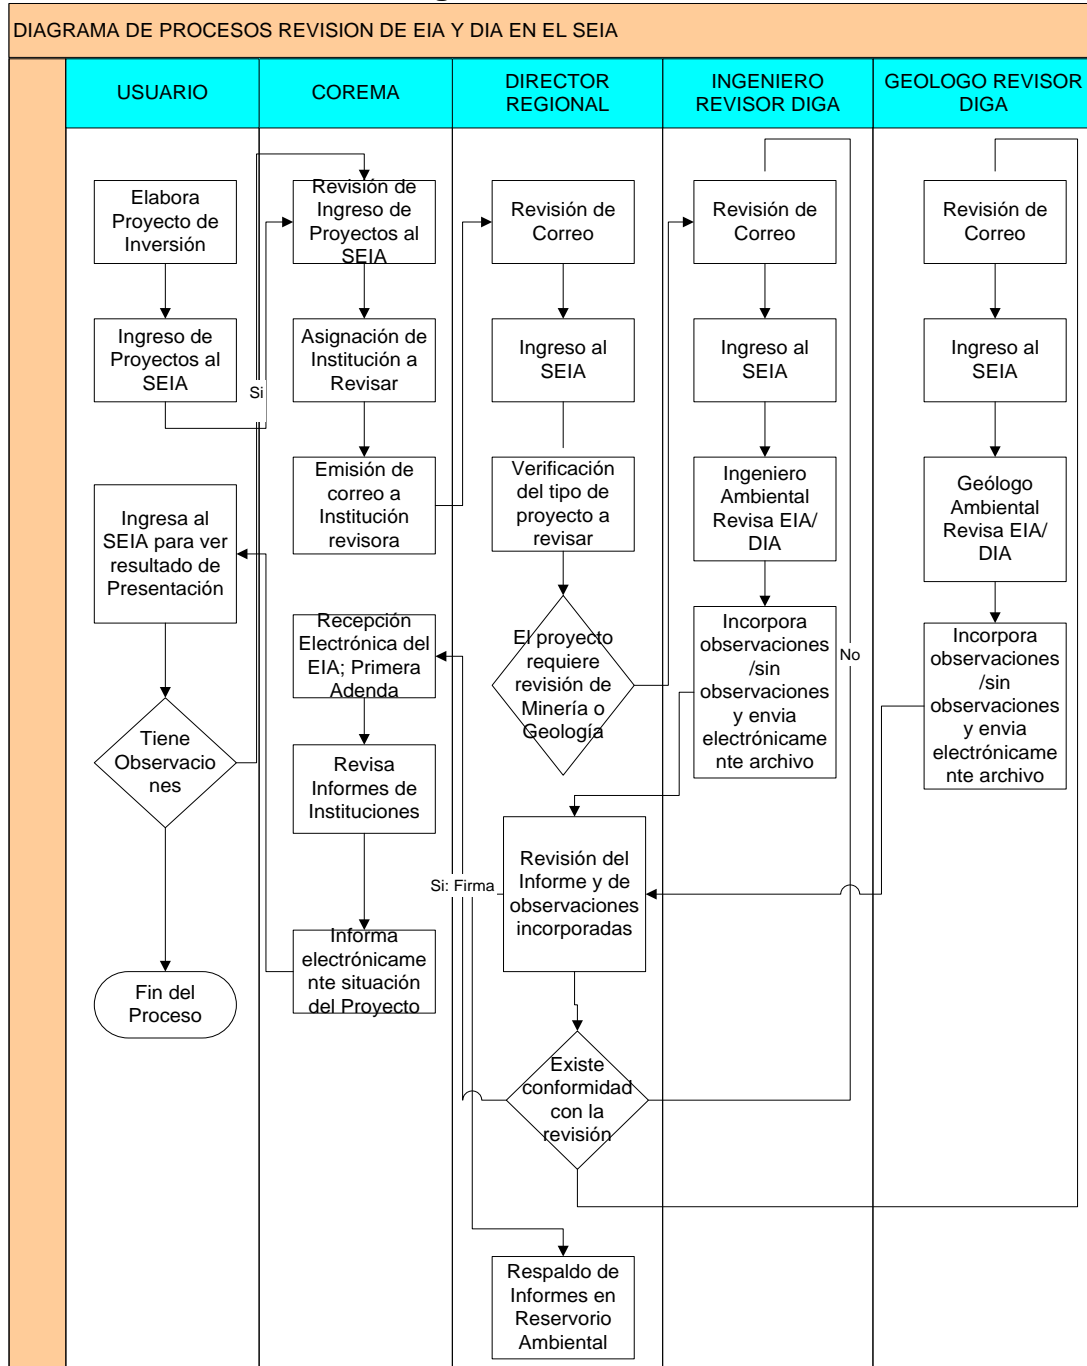 DIAGRAMA DE PROCESOS REVISION DE EIA Y DIA EN EL SEIA
USUARIO
COREMA
DIRECTOR
REGIONAL
INGENIERO
REVISOR DIGA
GEOLOGO REVISOR
DIGA
Elabora
Proyecto de
Inversión
Ingreso de
Proyectos al
SEIA
Si
Ingresa al
SEIA para ver
resultado de
Presentación
Tiene
Observacio
nes
Fin del
Proceso
Revisión de
Ingreso de
Proyectos al
SEIA
Asignación de
Institución a
Revisar
Emisión de
correo a
Institución
revisora
Recepción
Electrónica del
EIA; Primera
Adenda
Revisa
Informes de
Instituciones
Informa
electrónicame
nte situación
del Proyecto
Revisión de
Correo
Ingreso al
SEIA
Verificación
del tipo de
proyecto a
revisar
El proyecto
requiere
revisión de
Minería o
Geología
Revisión del
Informe y de
observaciones
incorporadas
Si: Firma
Existe
conformidad
con la
revisión
Respaldo de
Informes en
Reservorio
Ambiental
Revisión de
Correo
Ingreso al
SEIA
Ingeniero
Ambiental
Revisa EIA/
DIA
Incorpora
observaciones
/sin
observaciones
y envia
electrónicame
nte archivo
No
Revisión de
Correo
Ingreso al
SEIA
Geólogo
Ambiental
Revisa EIA/
DIA
Incorpora
observaciones
/sin
observaciones
y envia
electrónicame
nte archivo